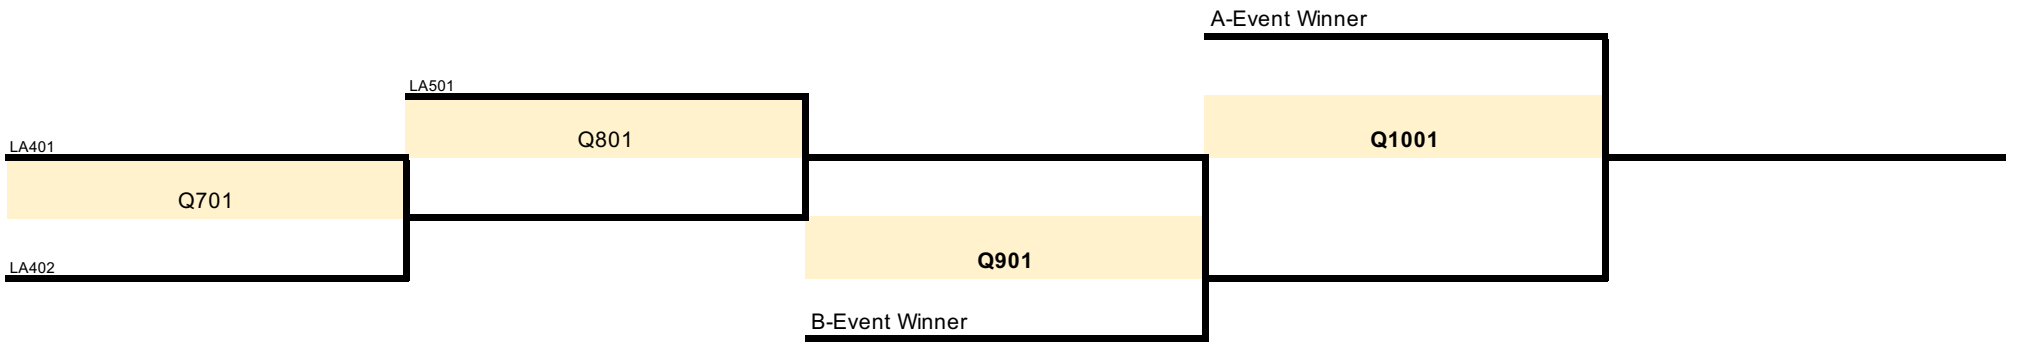 A-Event Winner
LA501
Q801
Q1001
LA401
Q701
LA402
Q901
B-Event Winner